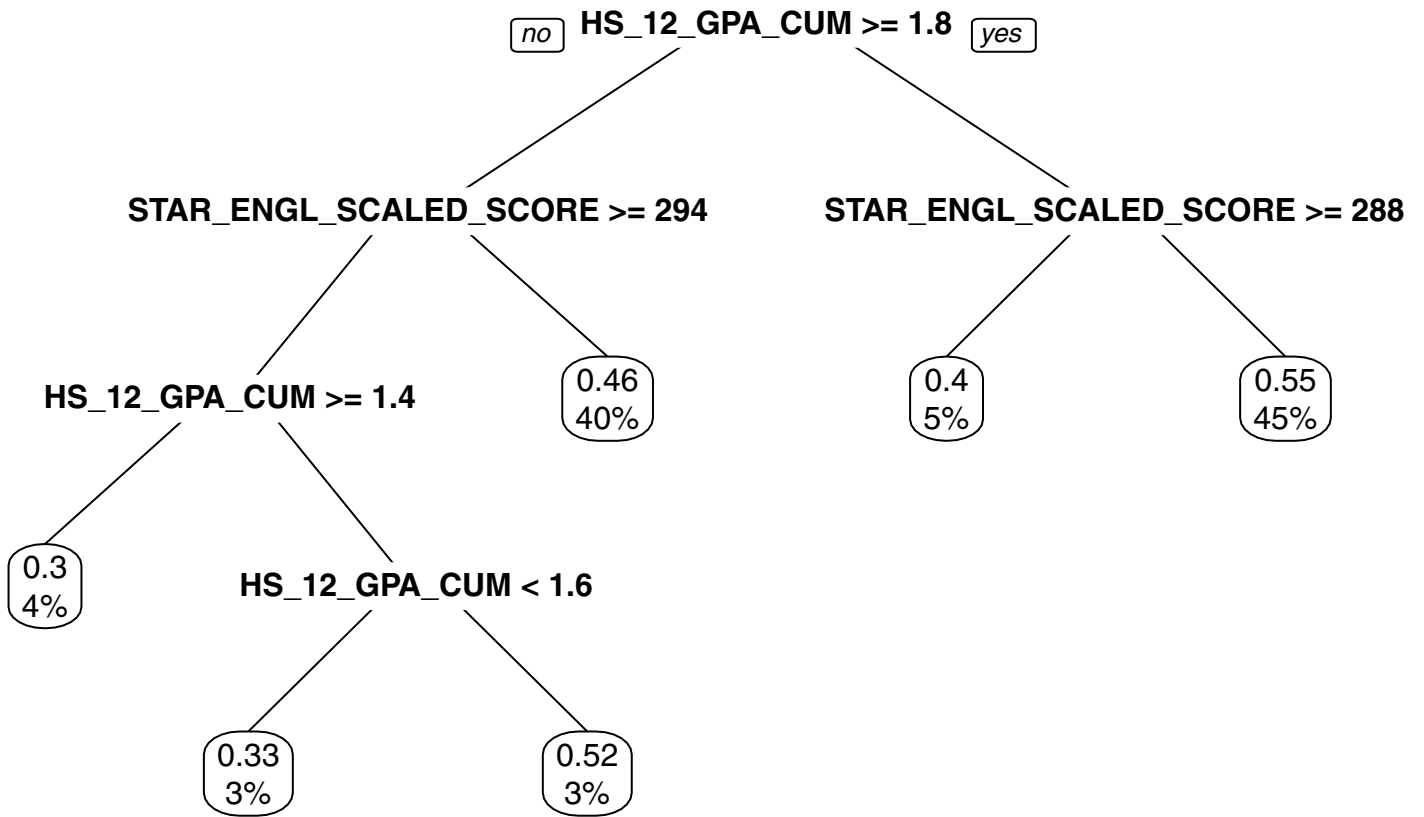 no HS_12_GPA_CUM >= 1.8 yes
STAR_ENGL_SCALED_SCORE >= 294
STAR_ENGL_SCALED_SCORE >= 288
HS_12_GPA_CUM >= 1.4
0.46
40%
0.4
5%
0.55
45%
0.3
4%
HS_12_GPA_CUM < 1.6
0.33
3%
0.52
3%